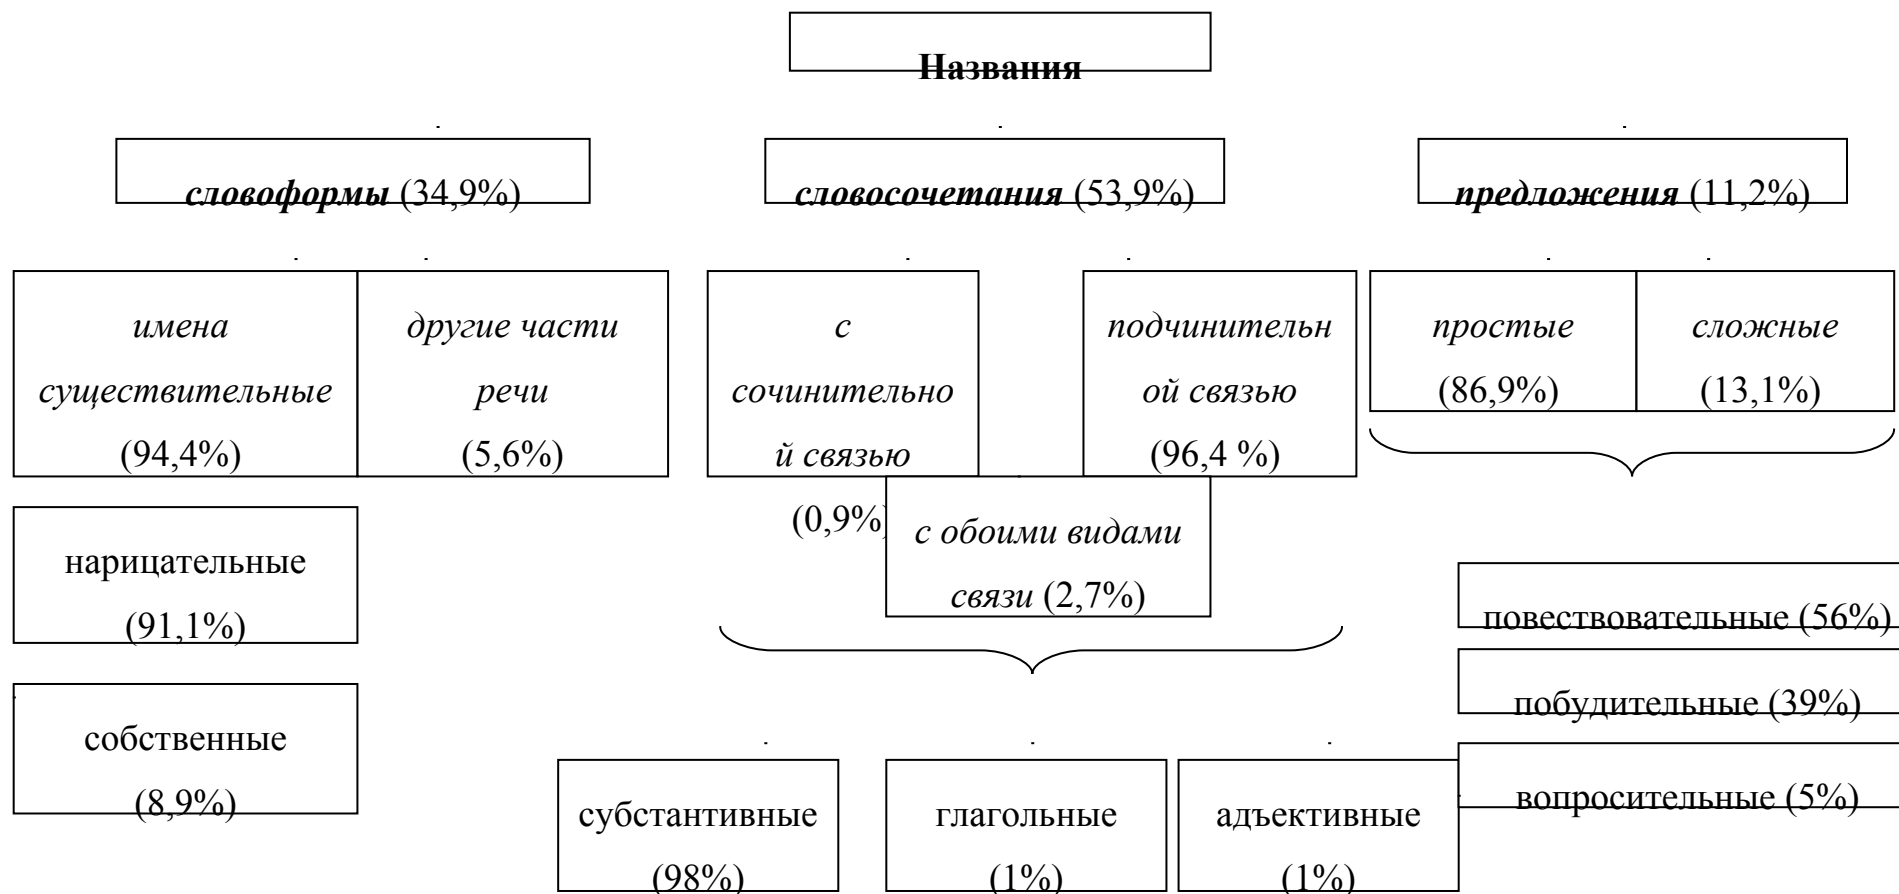 Названия
словоформы (34,9%)
словосочетания (53,9%)
предложения (11,2%)
имена
существительные
(94,4%)
другие части
речи
(5,6%)
с
сочинительно
й связью
(0,9%)
подчинительн
ой связью
(96,4 %)
простые
(86,9%)
сложные
(13,1%)
с обоими видами
связи (2,7%)
нарицательные
(91,1%)
собственные
(8,9%)
субстантивные
(98%)
глагольные
(1%)
адъективные
(1%)
повествовательные (56%)
побудительные (39%)
вопросительные (5%)